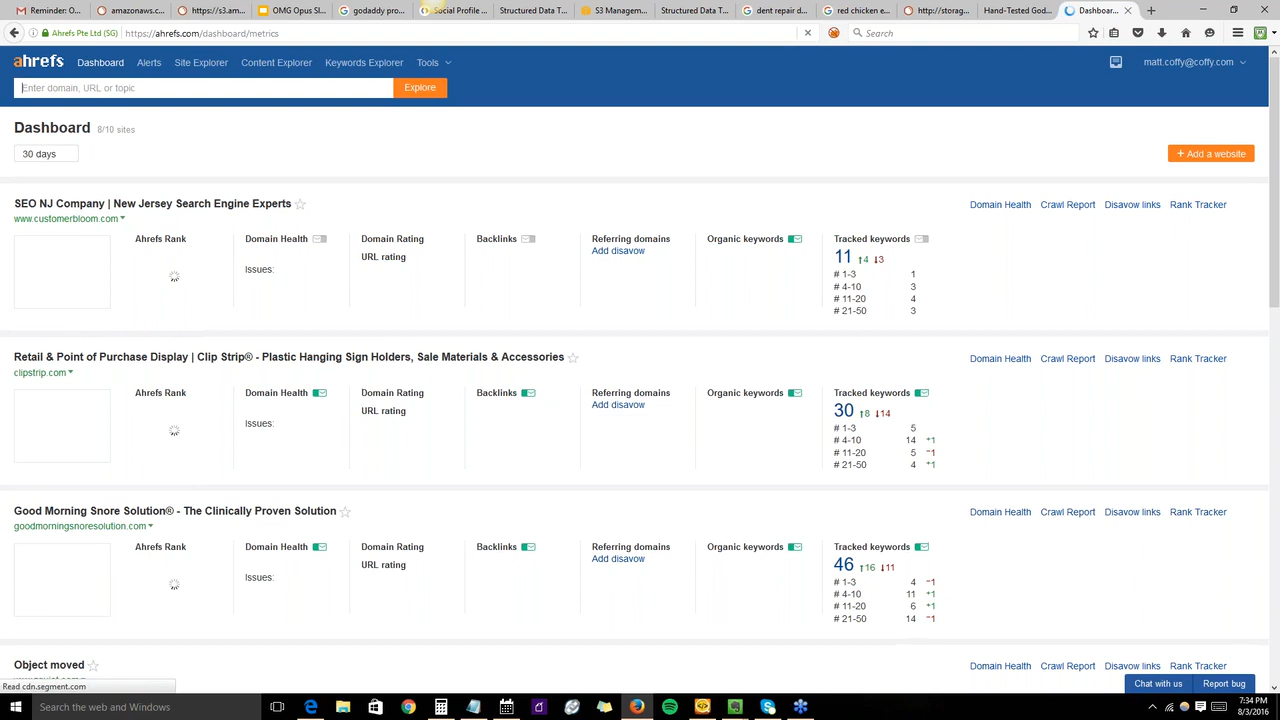 Reminder: O...
amazonaws.c...
https://s3.am...
OMG Opus Sl...
godaddy pro...
Social Profile ...
Structured Data T...
S3 Managem...
Structured Data T...
dent repair d...
red chicken e...
http://storag...
Hand-Tested God...
Dashboar...
Ahrefs Pte Ltd (SG)
https://ahrefs.com/dashboard/metrics
Search
ahrefs
Dashboard
Alerts
Site Explorer
Content Explorer
Keywords Explorer
Tools
matt.coffy@coffy.com
Enter domain, URL or topic
Explore
Dashboard 8/10 sites
30 days
+ Add a website
SEO NJ Company | New Jersey Search Engine Experts
Domain Health Crawl Report Disavow links Rank Tracker
www.customerbloom.com
Ahrefs Rank
Domain Health
Issues:
Domain Rating
URL rating
Backlinks
Referring domains
Add disavow
Organic keywords
Tracked keywords
11 ↑4 ↓3
# 1-3 1
# 4-10 3
# 11-20 4
# 21-50 3
Retail & Point of Purchase Display | Clip Strip® - Plastic Hanging Sign Holders, Sale Materials & Accessories
Domain Health Crawl Report Disavow links Rank Tracker
clipstrip.com
Ahrefs Rank
Domain Health
Issues:
Domain Rating
URL rating
Backlinks
Referring domains
Add disavow
Organic keywords
Tracked keywords
30 ↑8 ↓14
# 1-3 5
# 4-10 14 +1
# 11-20 5 −1
# 21-50 4 +1
Good Morning Snore Solution® - The Clinically Proven Solution
Domain Health Crawl Report Disavow links Rank Tracker
goodmorningsnoresolution.com
Ahrefs Rank
Domain Health
Issues:
Domain Rating
URL rating
Backlinks
Referring domains
Add disavow
Organic keywords
Tracked keywords
46 ↑16 ↓11
# 1-3 4 −1
# 4-10 11 +1
# 11-20 6 +1
# 21-50 14 −1
Object moved
Domain Health Crawl Report Disavow links Rank Tracker
Read cdn.segment.com
Chat with us
Report bug
Search the web and Windows
7:34 PM
8/3/2016